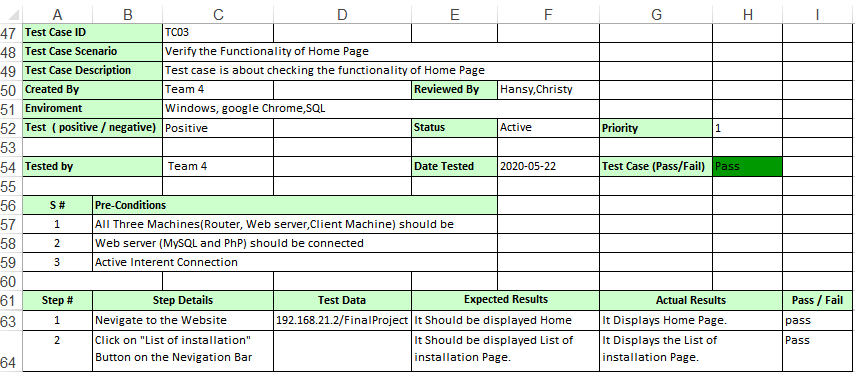 A B C D E F G H I
47 Test Case ID TC03
48 Test Case Scenario Verify the Functionality of Home Page
49 Test Case Description Test case is about checking the functionality of Home Page
50 Created By Team 4 Reviewed By Hansy,Christy
51 Enviroment Windows, google Chrome,SQL
52 Test ( positive / negative) Positive Status Active Priority 1
53
54 Tested by Team 4 Date Tested 2020-05-22 Test Case (Pass/Fail) Pass
55
56 S # Pre-Conditions
57 1 All Three Machines(Router, Web server,Client Machine) should be
58 2 Web server (MySQL and PhP) should be connected
59 3 Active Interent Connection
60
61 Step # Step Details Test Data Expected Results Actual Results Pass / Fail
63 1 Nevigate to the Website 192.168.21.2/FinalProject It Should be displayed Home It Displays Home Page. pass
2 Click on "List of installation" It Should be displayed List of It Displays the List of Pass
64 Button on the Nevigation Bar installation Page. installation Page.